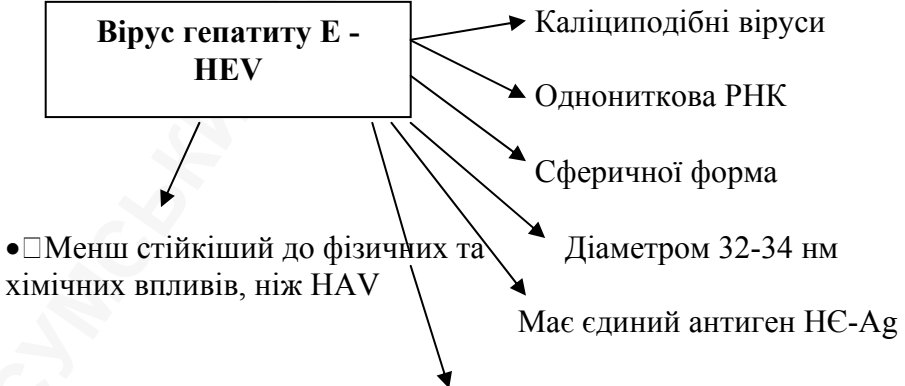 Вірус гепатиту Е -
HEV
Каліциподібні віруси
Однониткова РНК
Сферичної форма
•□Менш стійкіший до фізичних та
хімічних впливів, ніж HAV
Діаметром 32-34 нм
Має єдиний антиген НЄ-Ag
СУМСЬКИ